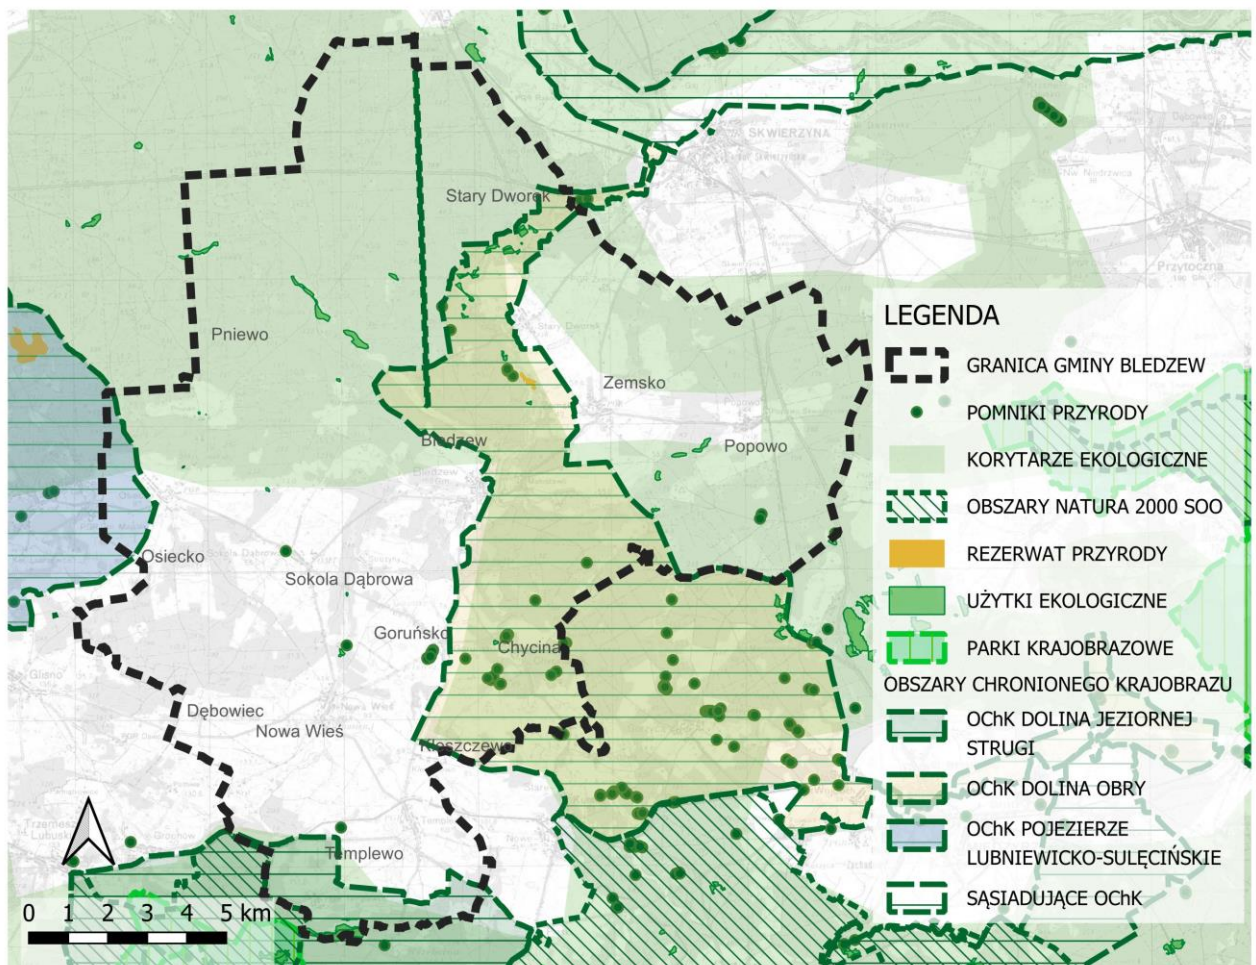 SKWIERZYNA
Stary Dworek
Przytoczna
Pniewo
LEGENDA
GRANICA GMINY BLEDZEW
Zemsko
POMNIKI PRZYRODY
Bledzew
Popowo
KORYTARZE EKOLOGICZNE
OBSZARY NATURA 2000 SOO
Osiecko
REZERWAT PRZYRODY
Sokola Dąbrowa
UŻYTKI EKOLOGICZNE
Goruńsko
Chycina
PARKI KRAJOBRAZOWE
OBSZARY CHRONIONEGO KRAJOBRAZU
Dębowiec
Nowa Wieś
OChK DOLINA JEZIORNEJ
STRUGI
Kleszczewo
OChK DOLINA OBRY
OChK POJEZIERZE
LUBNIEWICKO-SULĘCIŃSKIE
Templewo
SĄSIADUJĄCE OChK
0 1 2 3 4 5 km